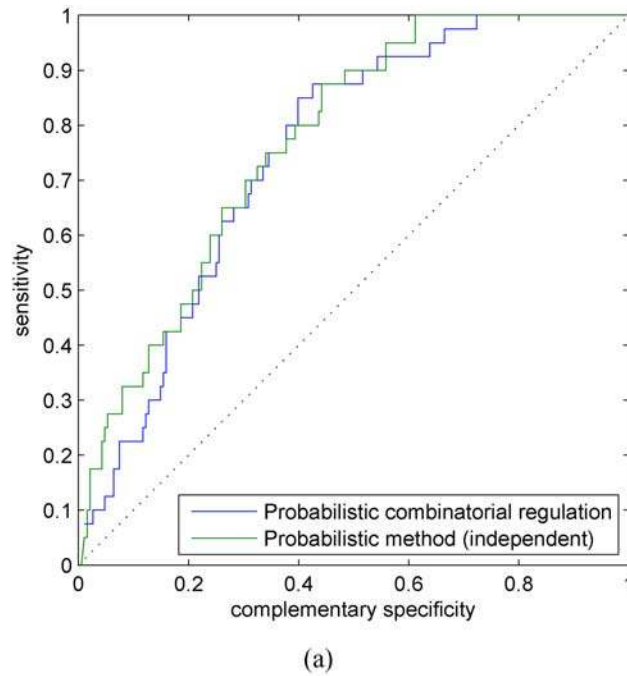 1
0.9
0.8
0.7
0.6
0.5
0.4
0.3
0.2
0.1
0
sensitivity
Probabilistic combinatorial regulation
Probabilistic method (independent)
0 0.2 0.4 0.6 0.8 1
complementary specificity
(a)